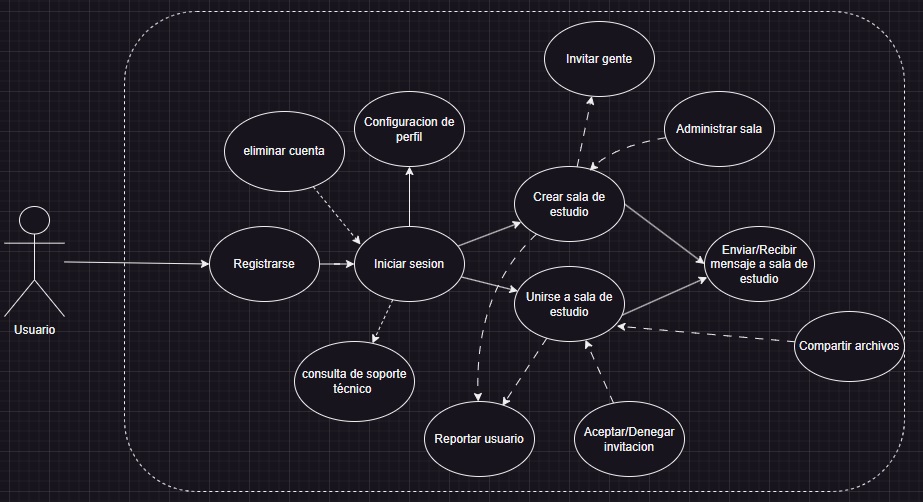 Invitar gente
Configuracion de
perfil
Administrar sala
eliminar cuenta
Crear sala de
estudio
Registrarse
Iniciar sesion
Enviar/Recibir
mensaje a sala de
estudio
Unirse a sala de
estudio
Usuario
Compartir archivos
consulta de soporte
técnico
Reportar usuario
Aceptar/Denegar
invitacion